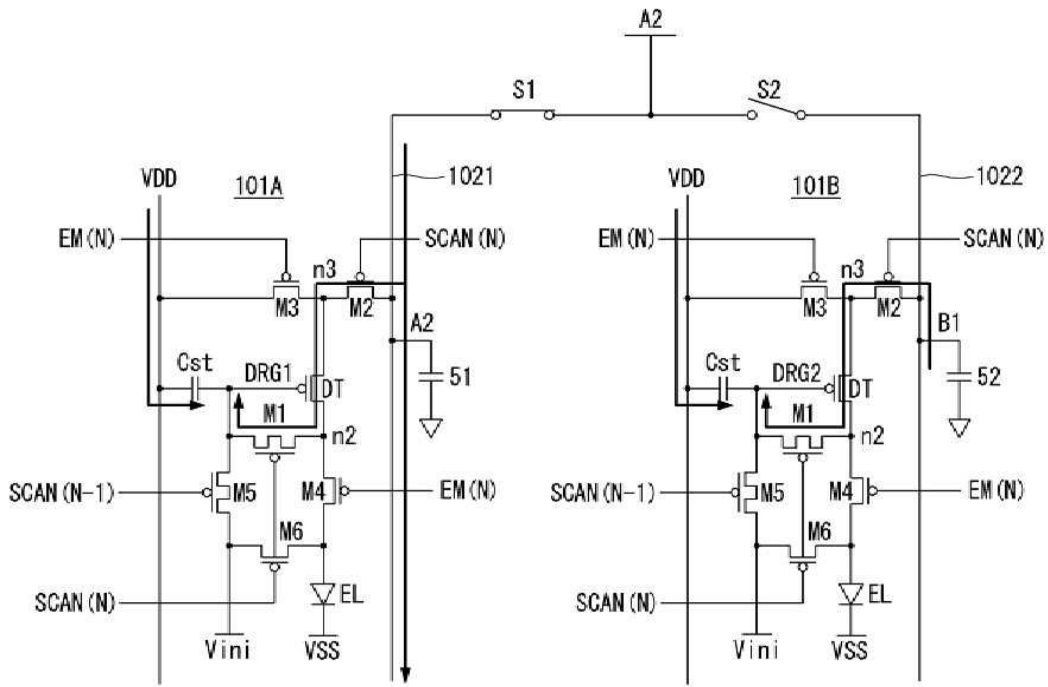 A2
S1
S2
VDD
101A
1021
VDD
101B
1022
EM(N)
SCAN(N)
EM(N)
SCAN(N)
n3
n3
M3
M2
M3
M2
A2
B1
Cst
DRG1
DT
51
Cst
DRG2
DT
52
M1
n2
M1
n2
SCAN(N-1)
M5
M4
EM(N)
SCAN(N-1)
M5
M4
EM(N)
M6
M6
SCAN(N)
EL
SCAN(N)
EL
Vini
VSS
Vini
VSS